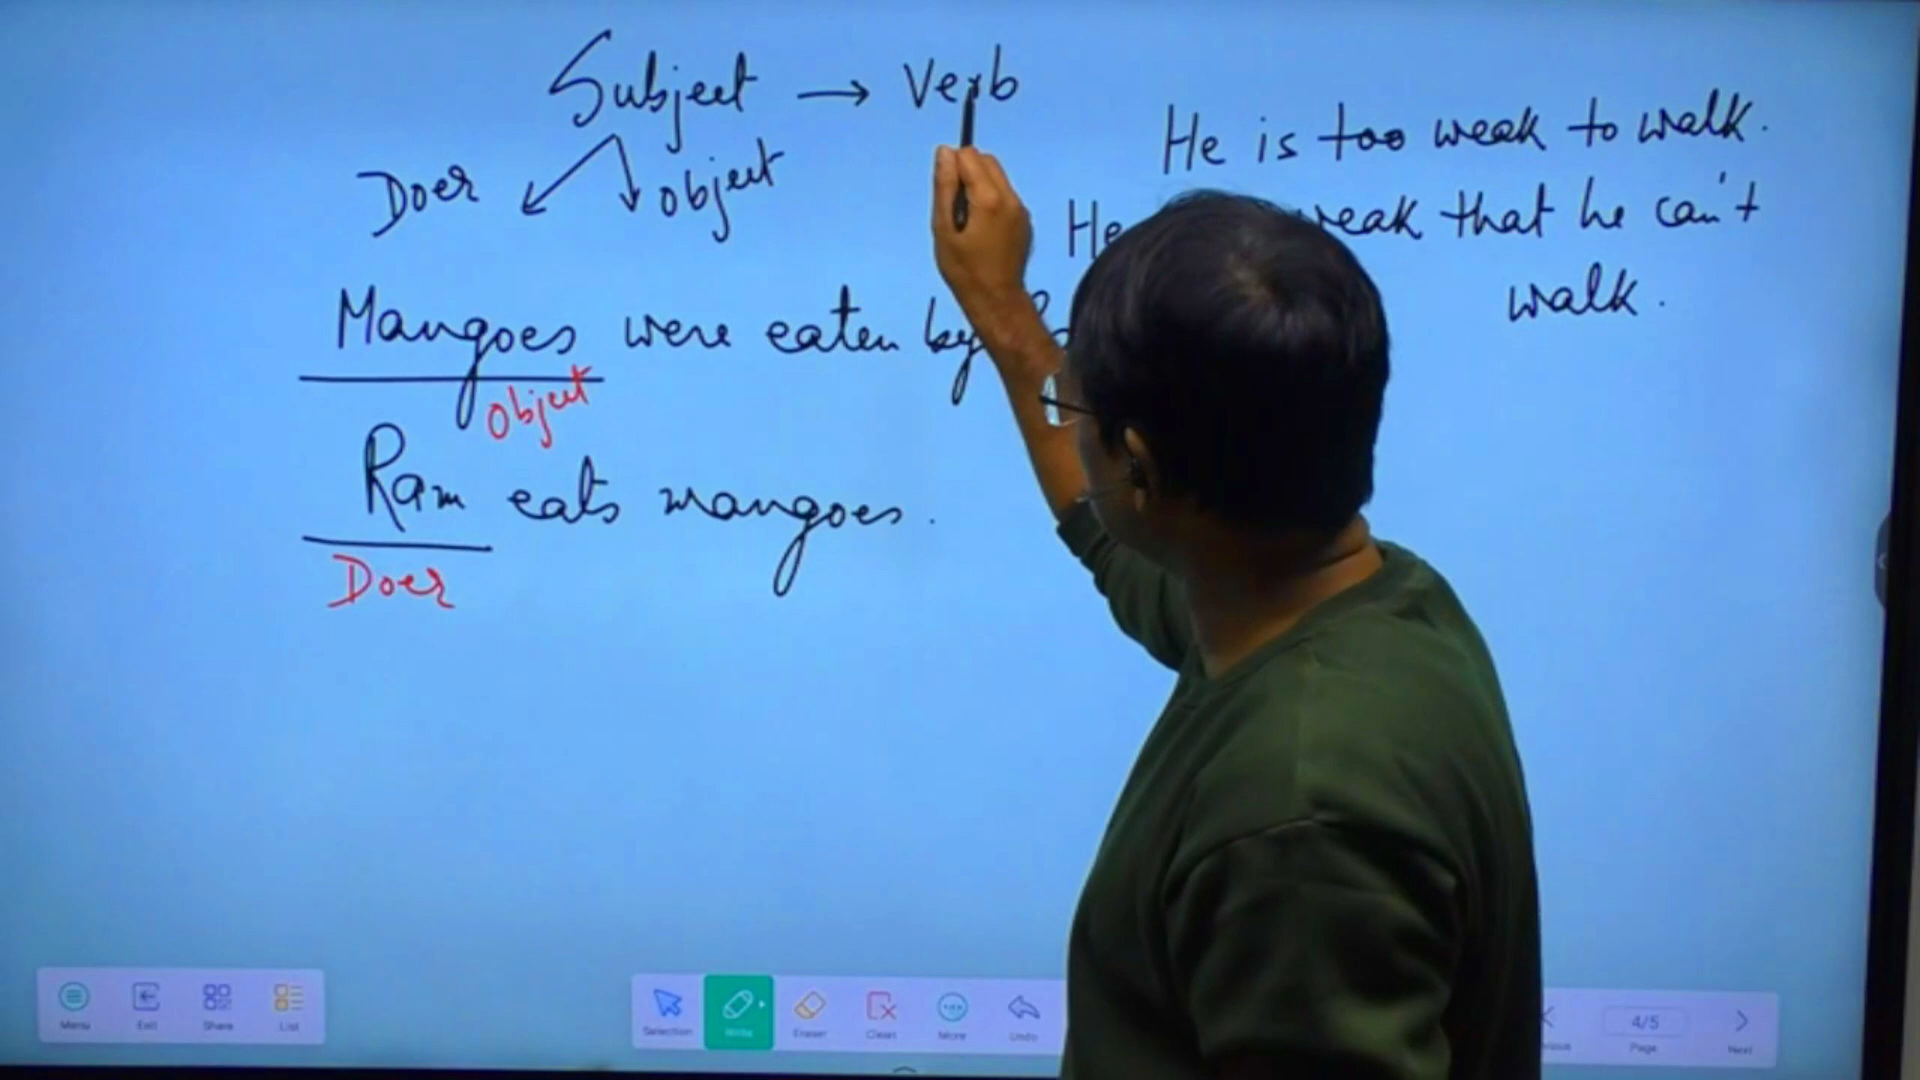 Subject → Verb
Doer object
Mangoes were eaten by
object
Ram eats mangoes.
Doer
He is too weak to walk.
He weak that he can't
walk.
Menu Exit Share List
Selection Write Eraser Clean More Undo
4/5
Page Next